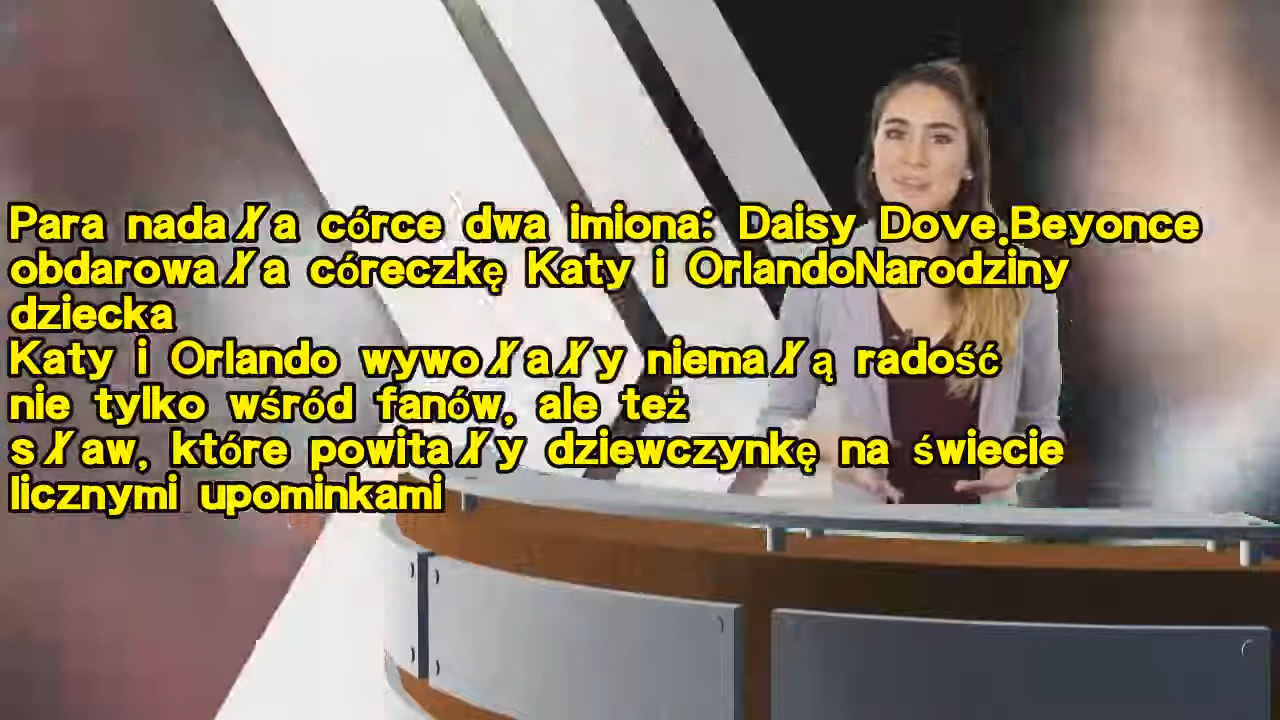 Para nadała córce dwa imiona: Daisy Dove.Beyonce
obdarowała córeczkę Katy i OrlandoNarodziny
dziecka
Katy i Orlando wywołały niemałą radość
nie tylko wśród fanów, ale też
sław, które powitały dziewczynkę na świecie
licznymi upominkami